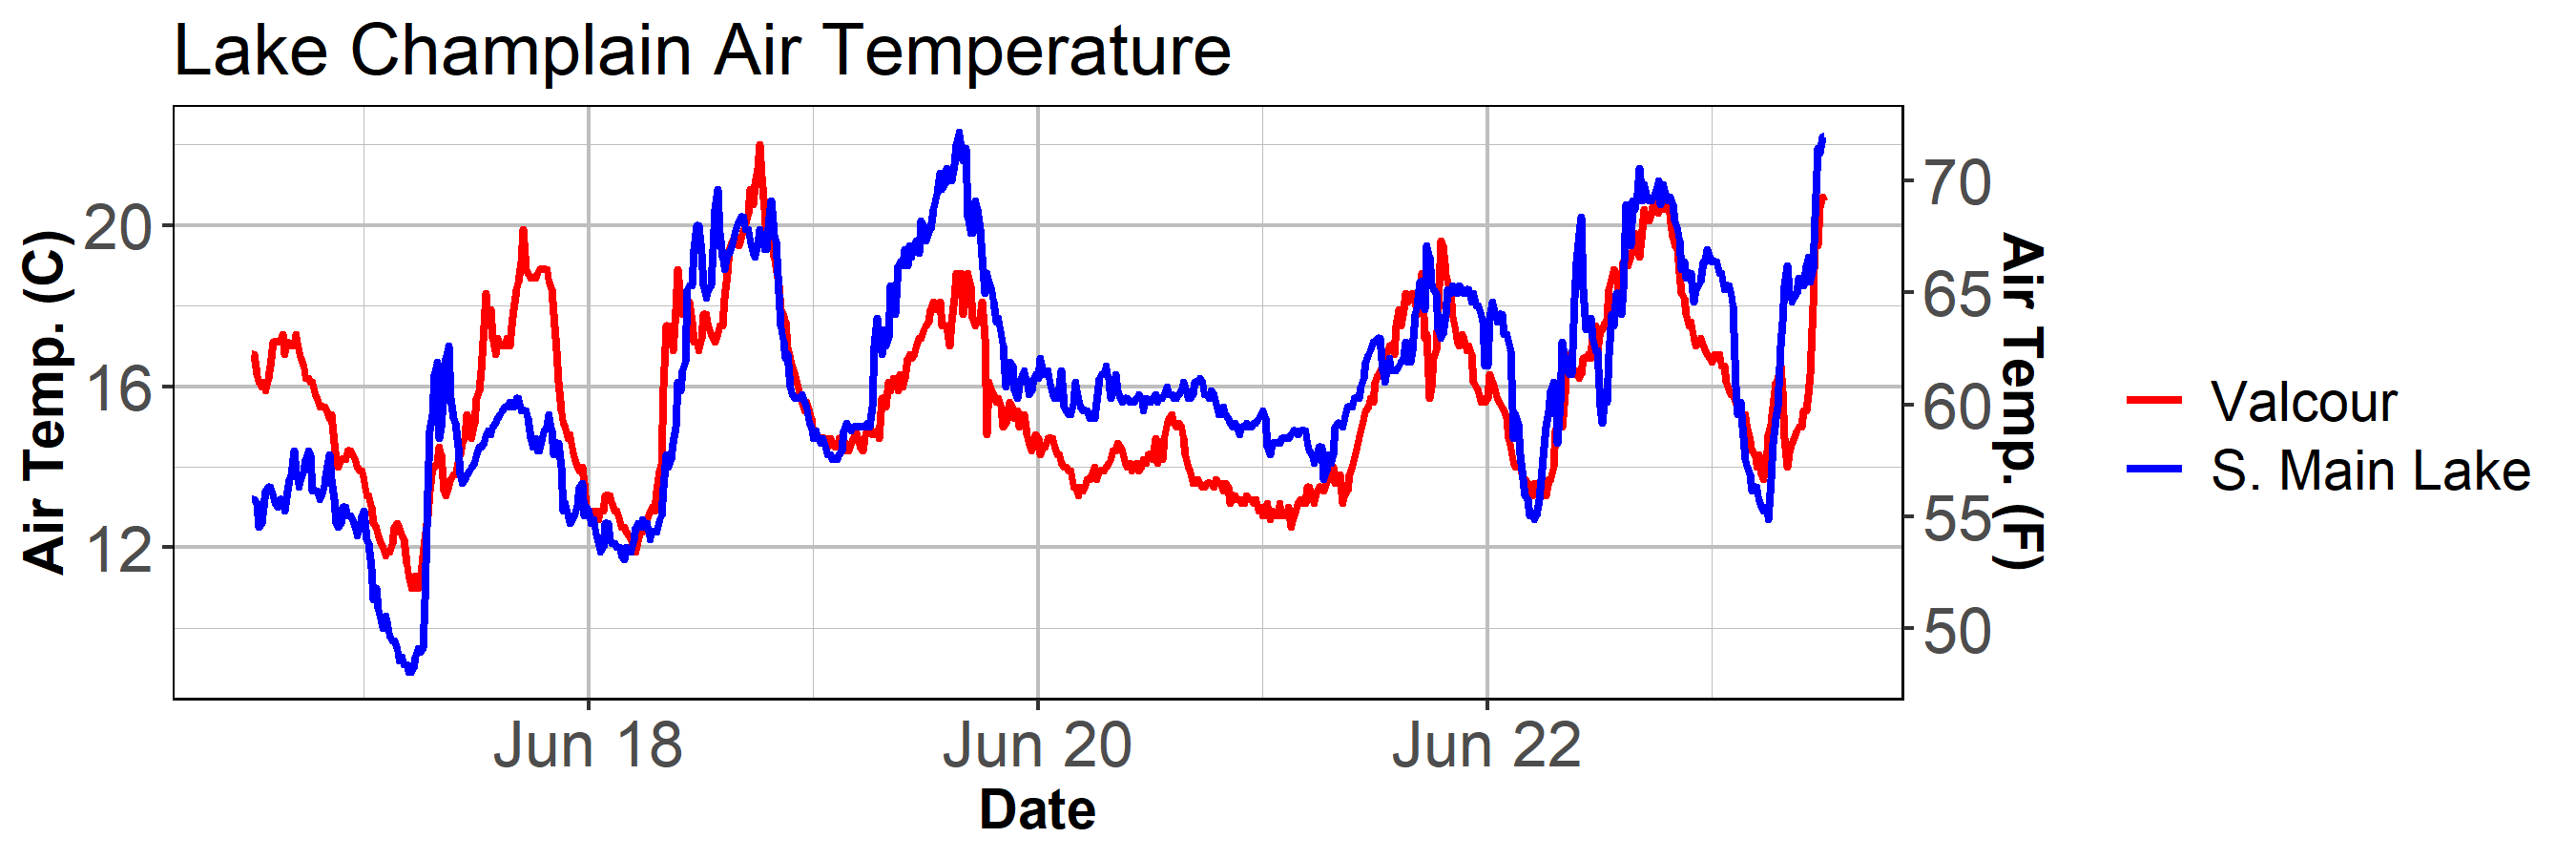 Lake Champlain Air Temperature
Air Temp. (C)
20
16
12
70
65
60
55
50
Air Temp. (F)
Jun 18
Jun 20
Jun 22
Date
Valcour
S. Main Lake